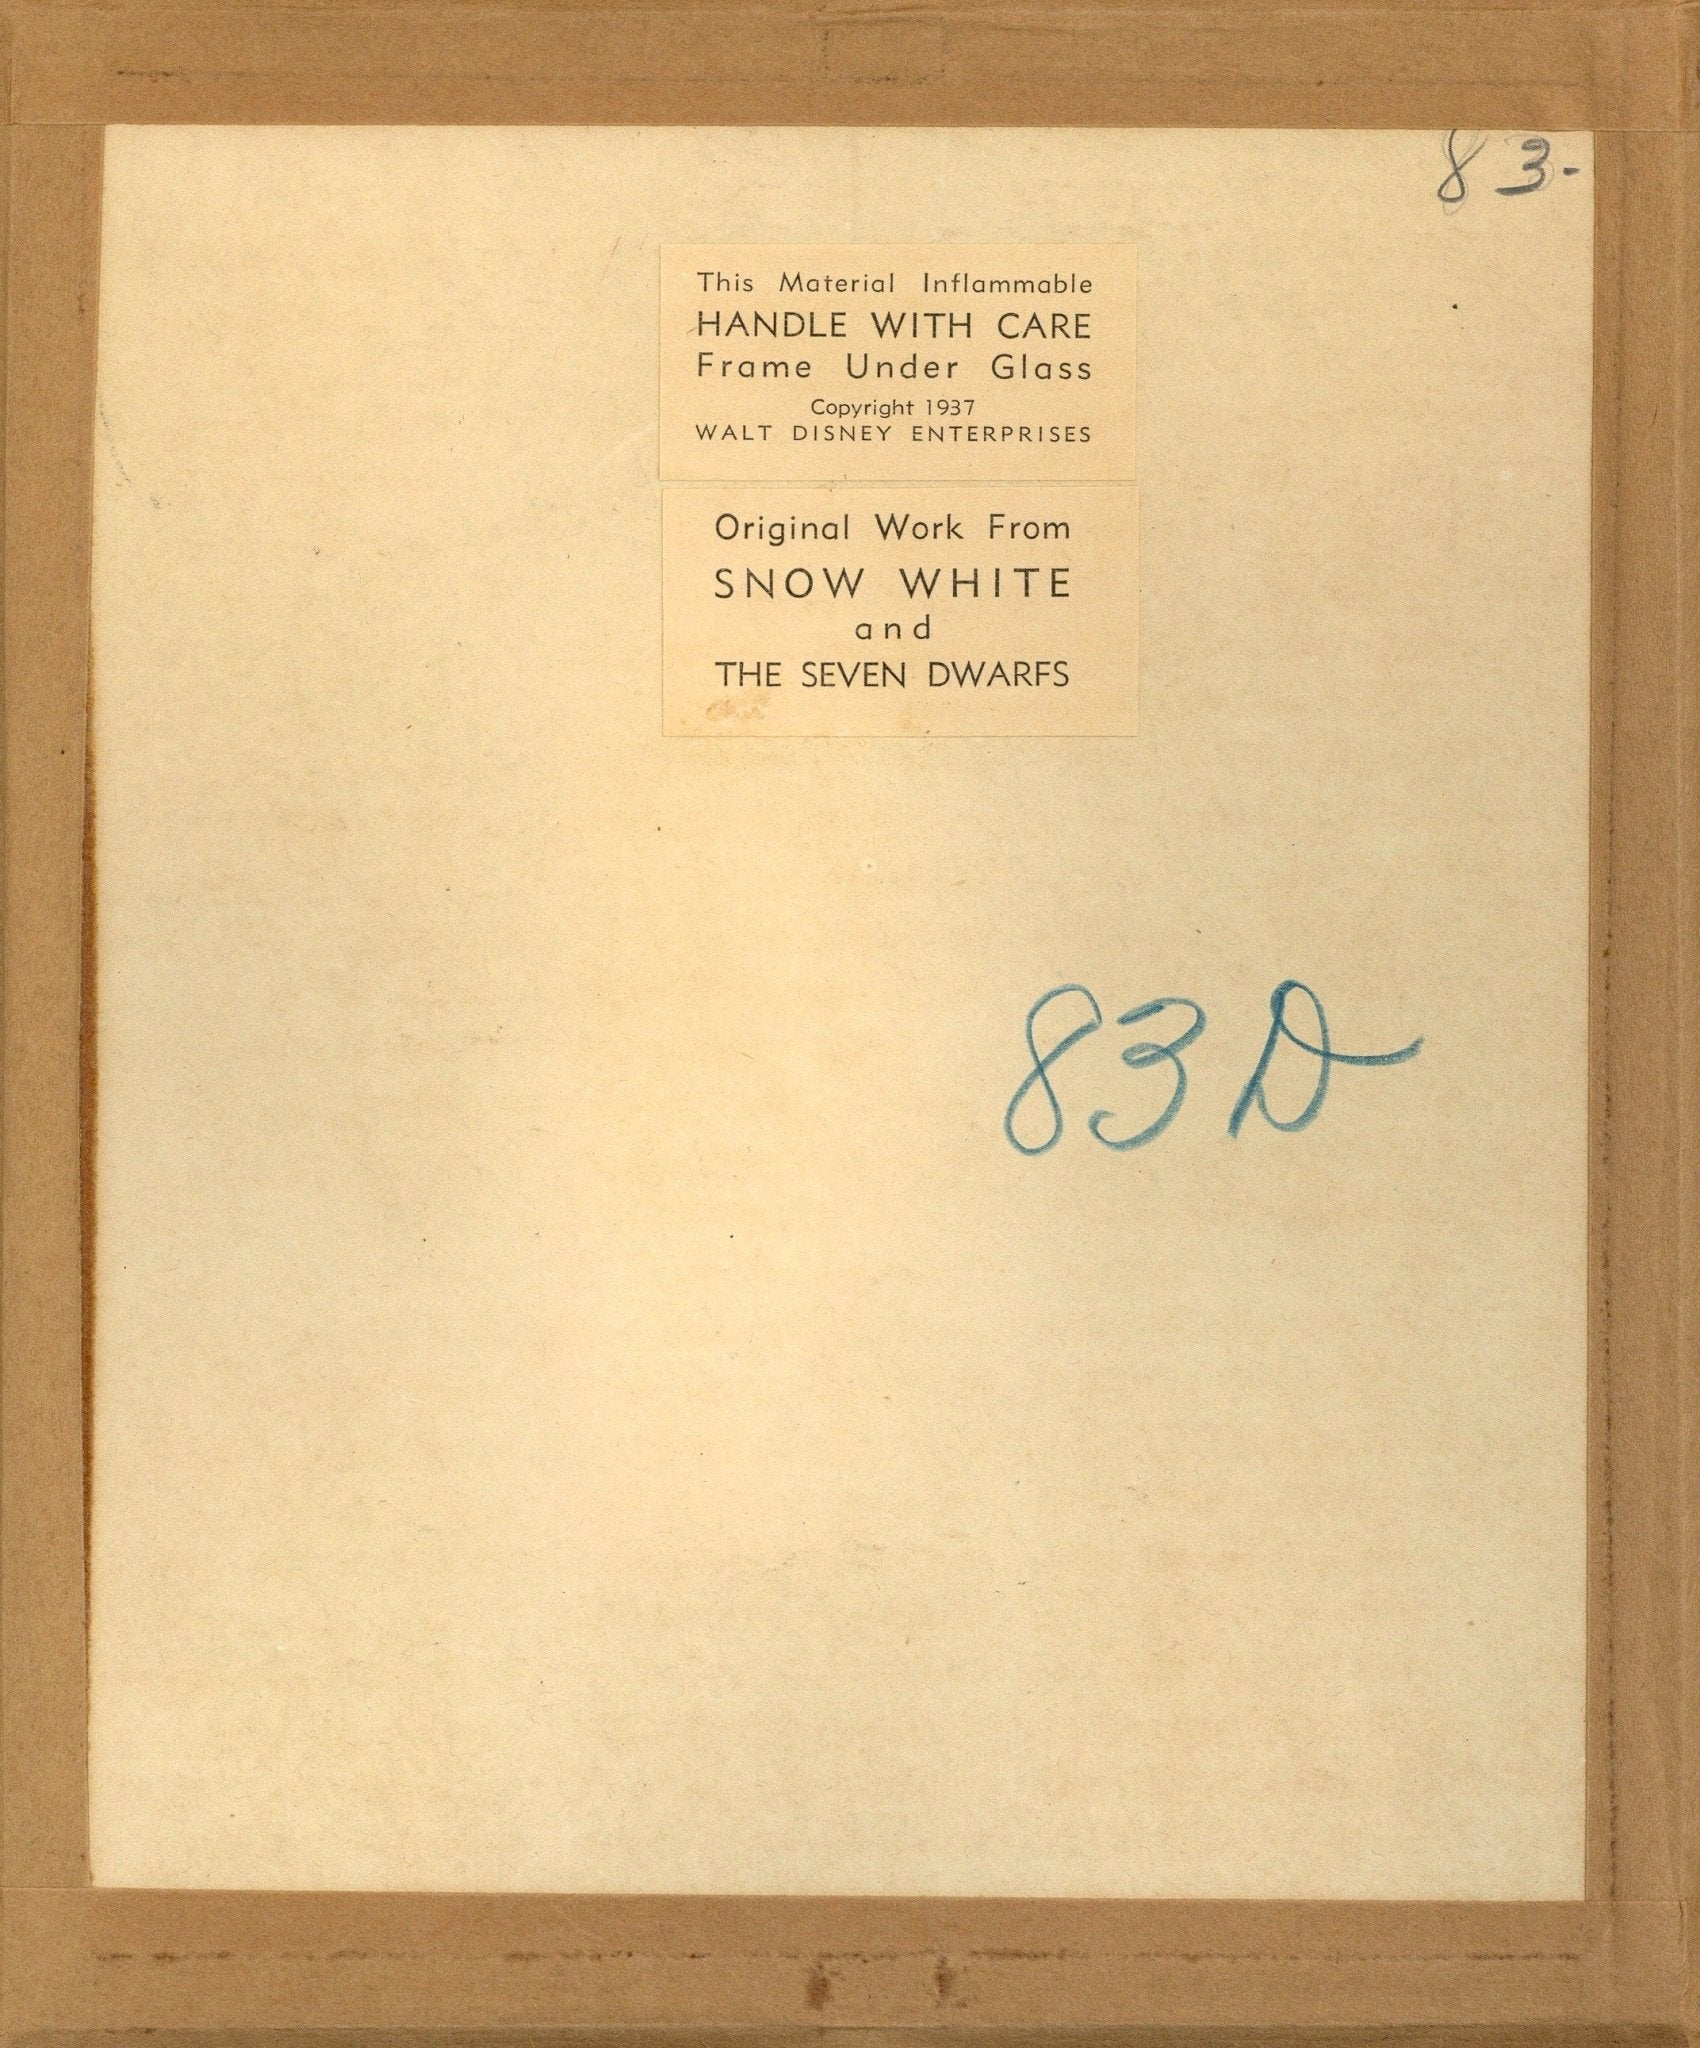 83-
This Material Inflammable
HANDLE WITH CARE
Frame Under Glass
Copyright 1937
WALT DISNEY ENTERPRISES
Original Work From
SNOW WHITE
and
THE SEVEN DWARFS
83D